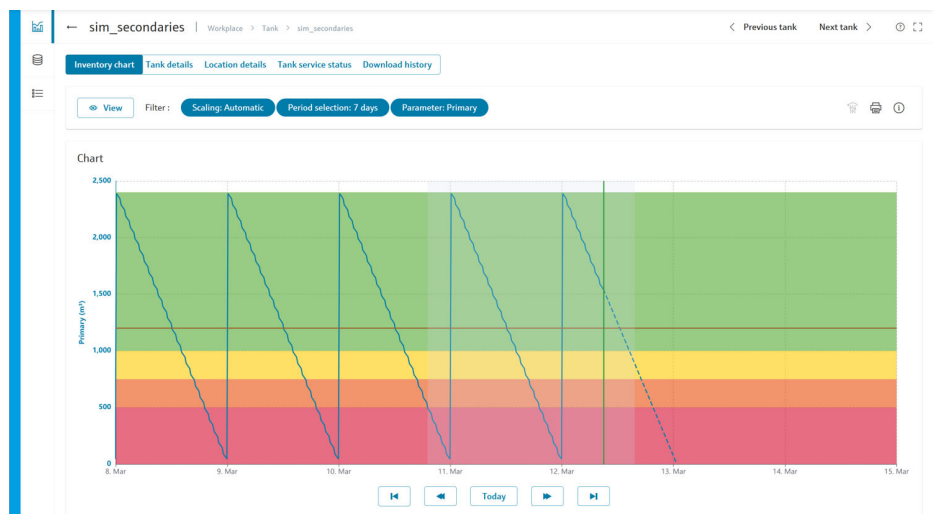 ← sim_secondaries | Workplace > Tank > sim_secondaries < Previous tank Next tank >
Inventory chart Tank details Location details Tank service status Download history
View Filter : Scaling: Automatic Period selection: 7 days Parameter: Primary
Chart
Primary (m³)
2,500
2,000
1,500
1,000
500
0
8. Mar 9. Mar 10. Mar 11. Mar 12. Mar 13. Mar 14. Mar 15. Mar
Today